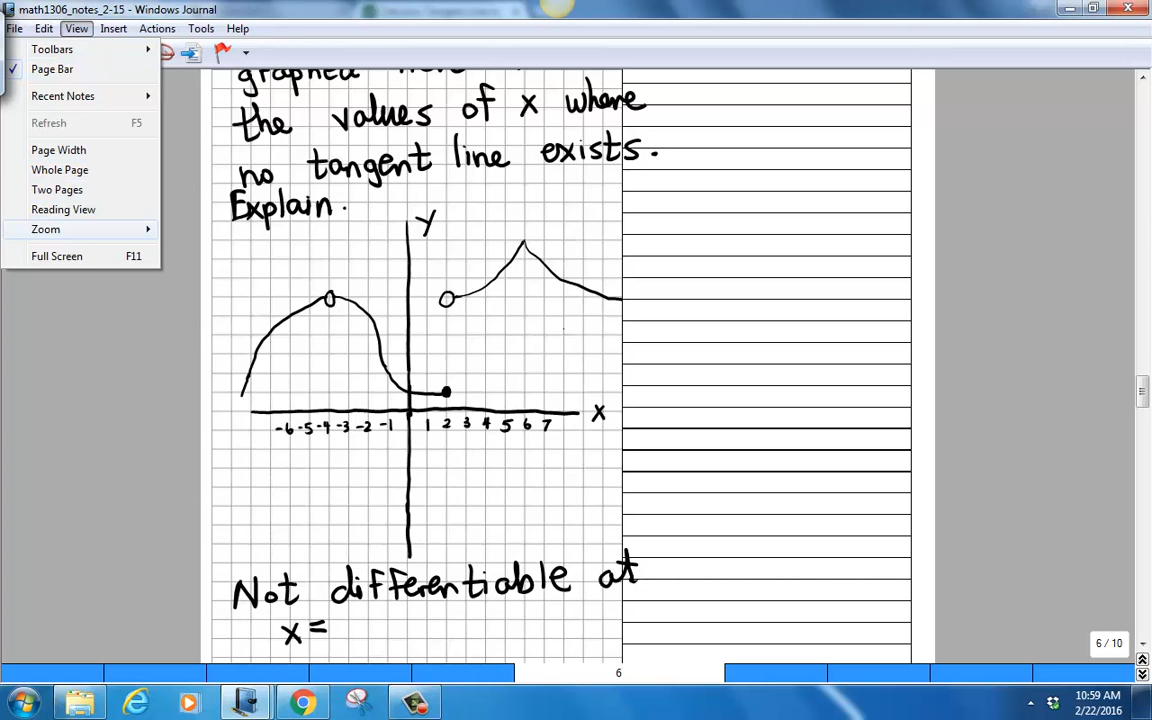 math1306_notes_2-15 - Windows Journal
File Edit View Insert Actions Tools Help
Toolbars
Page Bar
Recent Notes
Refresh F5
Page Width
Whole Page
Two Pages
Reading View
Zoom
Full Screen F11
graphed here
the values of x where
no tangent line exists.
Explain.
y
x
-6 -5 -4 -3 -2 -1 1 2 3 4 5 6 7
Not differentiable at
x =
6 / 10
6
10:59 AM
2/22/2016